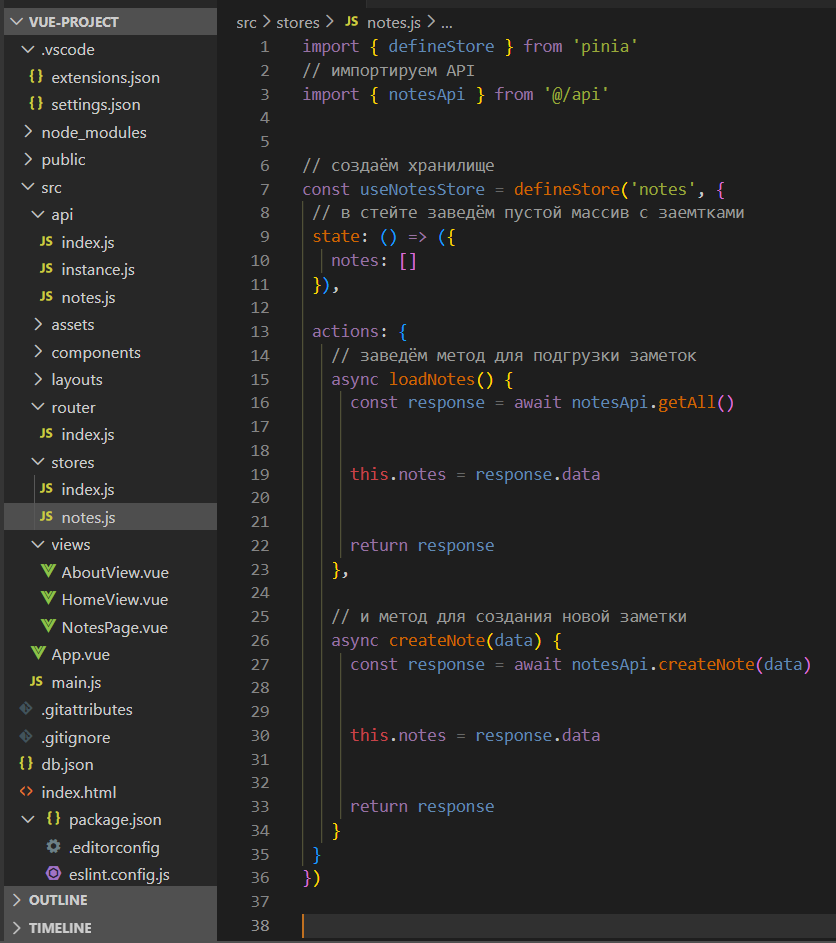 VUE-PROJECT
.vscode
{} extensions.json
{} settings.json
node_modules
public
src
api
JS index.js
JS instance.js
JS notes.js
assets
components
layouts
router
JS index.js
stores
JS index.js
JS notes.js
views
AboutView.vue
HomeView.vue
NotesPage.vue
App.vue
JS main.js
.gitattributes
.gitignore
{} db.json
<> index.html
{} package.json
.editorconfig
eslint.config.js
OUTLINE
TIMELINE
src > stores > JS notes.js > ...
1 import { defineStore } from 'pinia'
2 // импортируем API
3 import { notesApi } from '@/api'
4
5
6 // создаём хранилище
7 const useNotesStore = defineStore('notes', {
8 // в стейте заведём пустой массив с заемтками
9 state: () => ({
10 notes: []
11 }),
12
13 actions: {
14 // заведём метод для подгрузки заметок
15 async loadNotes() {
16 const response = await notesApi.getAll()
17
18
19 this.notes = response.data
20
21
22 return response
23 },
24
25 // и метод для создания новой заметки
26 async createNote(data) {
27 const response = await notesApi.createNote(data)
28
29
30 this.notes = response.data
31
32
33 return response
34 }
35 }
36 })
37
38